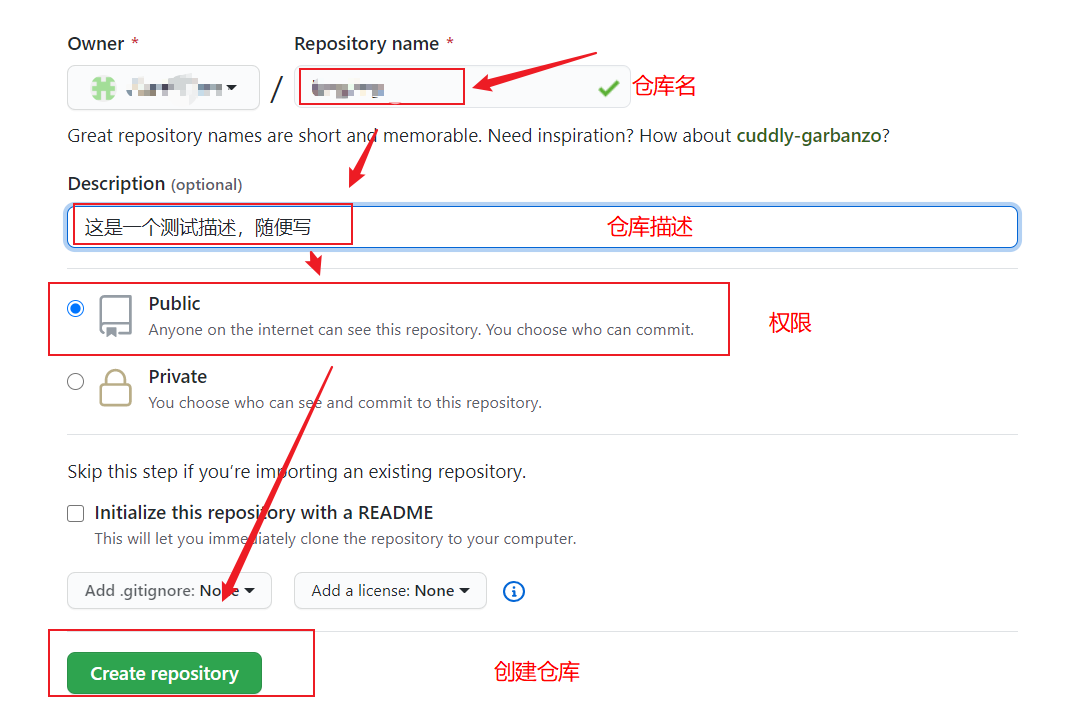 Owner *
Repository name *
/
仓库名
Great repository names are short and memorable. Need inspiration? How about cuddly-garbanzo?
Description (optional)
这是一个测试描述，随便写
仓库描述
Public
Anyone on the internet can see this repository. You choose who can commit.
权限
Private
You choose who can see and commit to this repository.
Skip this step if you’re importing an existing repository.
Initialize this repository with a README
This will let you immediately clone the repository to your computer.
Add .gitignore: None
Add a license: None
Create repository
创建仓库